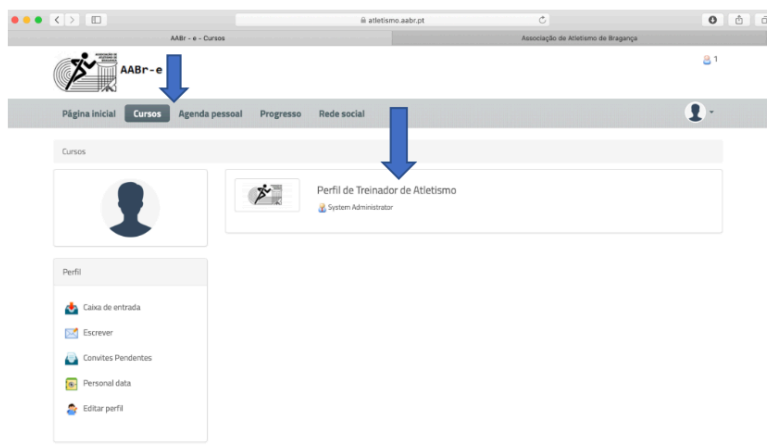 atletismo.aabr.pt
AABr - e - Cursos
Associação de Atletismo de Bragança
AABr-e
1
Página inicial Cursos Agenda pessoal Progresso Rede social
Cursos
Perfil de Treinador de Atletismo
System Administrator
Perfil
Caixa de entrada
Escrever
Convites Pendentes
Personal data
Editar perfil